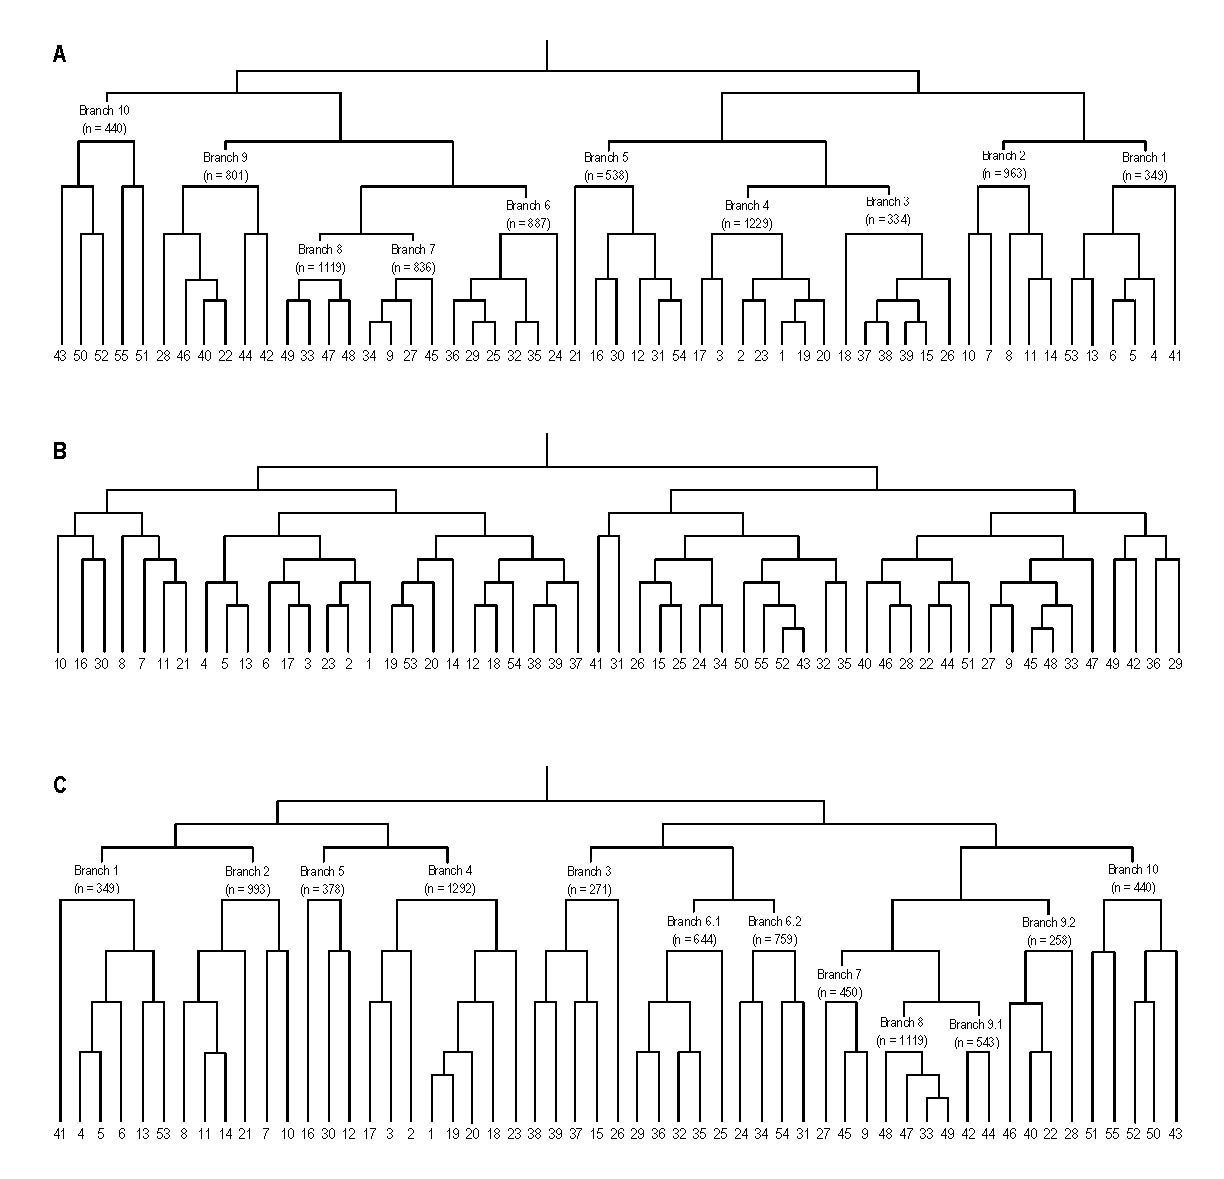 A
Branch 10
(n = 440)
Branch 9
(n = 801)
Branch 5
(n = 538)
Branch 2
(n = 963)
Branch 1
(n = 349)
Branch 6
(n = 887)
Branch 4
(n = 1229)
Branch 3
(n = 334)
Branch 8
(n = 1119)
Branch 7
(n = 836)
43 50 52 55 51 28 46 40 22 44 42 49 33 47 48 34 9 27 45 36 29 25 32 35 24 21 16 30 12 31 54 17 3 2 23 1 19 20 18 37 38 39 15 26 10 7 8 11 14 53 13 6 5 4 41
B
10 16 30 8 7 11 21 4 5 13 6 17 3 23 2 1 19 53 20 14 12 18 54 38 39 37 41 31 26 15 25 24 34 50 55 52 43 32 35 40 46 28 22 44 51 27 9 45 48 33 47 49 42 36 29
C
Branch 1
(n = 349)
Branch 2
(n = 993)
Branch 5
(n = 378)
Branch 4
(n = 1292)
Branch 3
(n = 271)
Branch 10
(n = 440)
Branch 6.1
(n = 644)
Branch 6.2
(n = 759)
Branch 9.2
(n = 258)
Branch 7
(n = 450)
Branch 8
(n = 1119)
Branch 9.1
(n = 543)
41 4 5 6 13 53 8 11 14 21 7 10 16 30 12 17 3 2 1 19 20 18 23 38 39 37 15 26 29 36 32 35 25 24 34 54 31 27 45 9 48 47 33 49 42 44 46 40 22 28 51 55 52 50 43